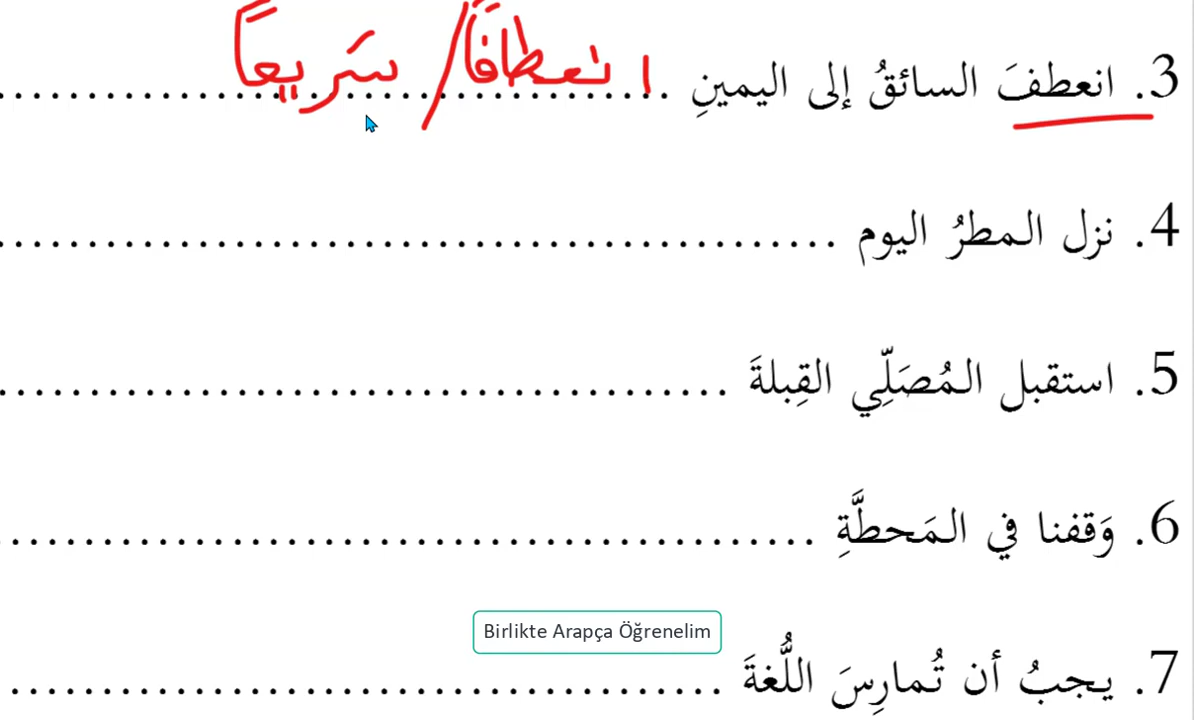 3. انعطفَ السائقُ إلى اليمينِ ........ انعطافًا / سَريعًا
4. نزل المطرُ اليوم ........
5. استقبل المُصَلِّي القِبلةَ ........
6. وَقفنا في المَحطَّةِ ........
Birlikte Arapça Öğrenelim
7. يجبُ أن تُمارِسَ اللُّغةَ ........